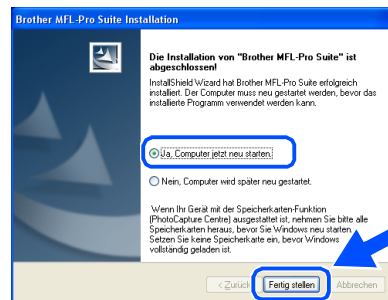 Brother MFL-Pro Suite Installation
Die Installation von "Brother MFL-Pro Suite" ist
abgeschlossen!
InstallShield Wizard hat Brother MFL-Pro Suite erfolgreich
installiert. Der Computer muss neu gestartet werden, bevor das
installierte Programm verwendet werden kann.
Ja, Computer jetzt neu starten.
Nein, Computer wird später neu gestartet.
Wenn Ihr Gerät mit der Speicherkarten-Funktion
(PhotoCapture Centre) ausgestattet ist, nehmen Sie bitte alle
Speicherkarten heraus, bevor Sie Windows neu starten.
Setzen Sie keine Speicherkarte ein, bevor Windows
vollständig geladen ist.
< Zurück Fertig stellen Abbrechen